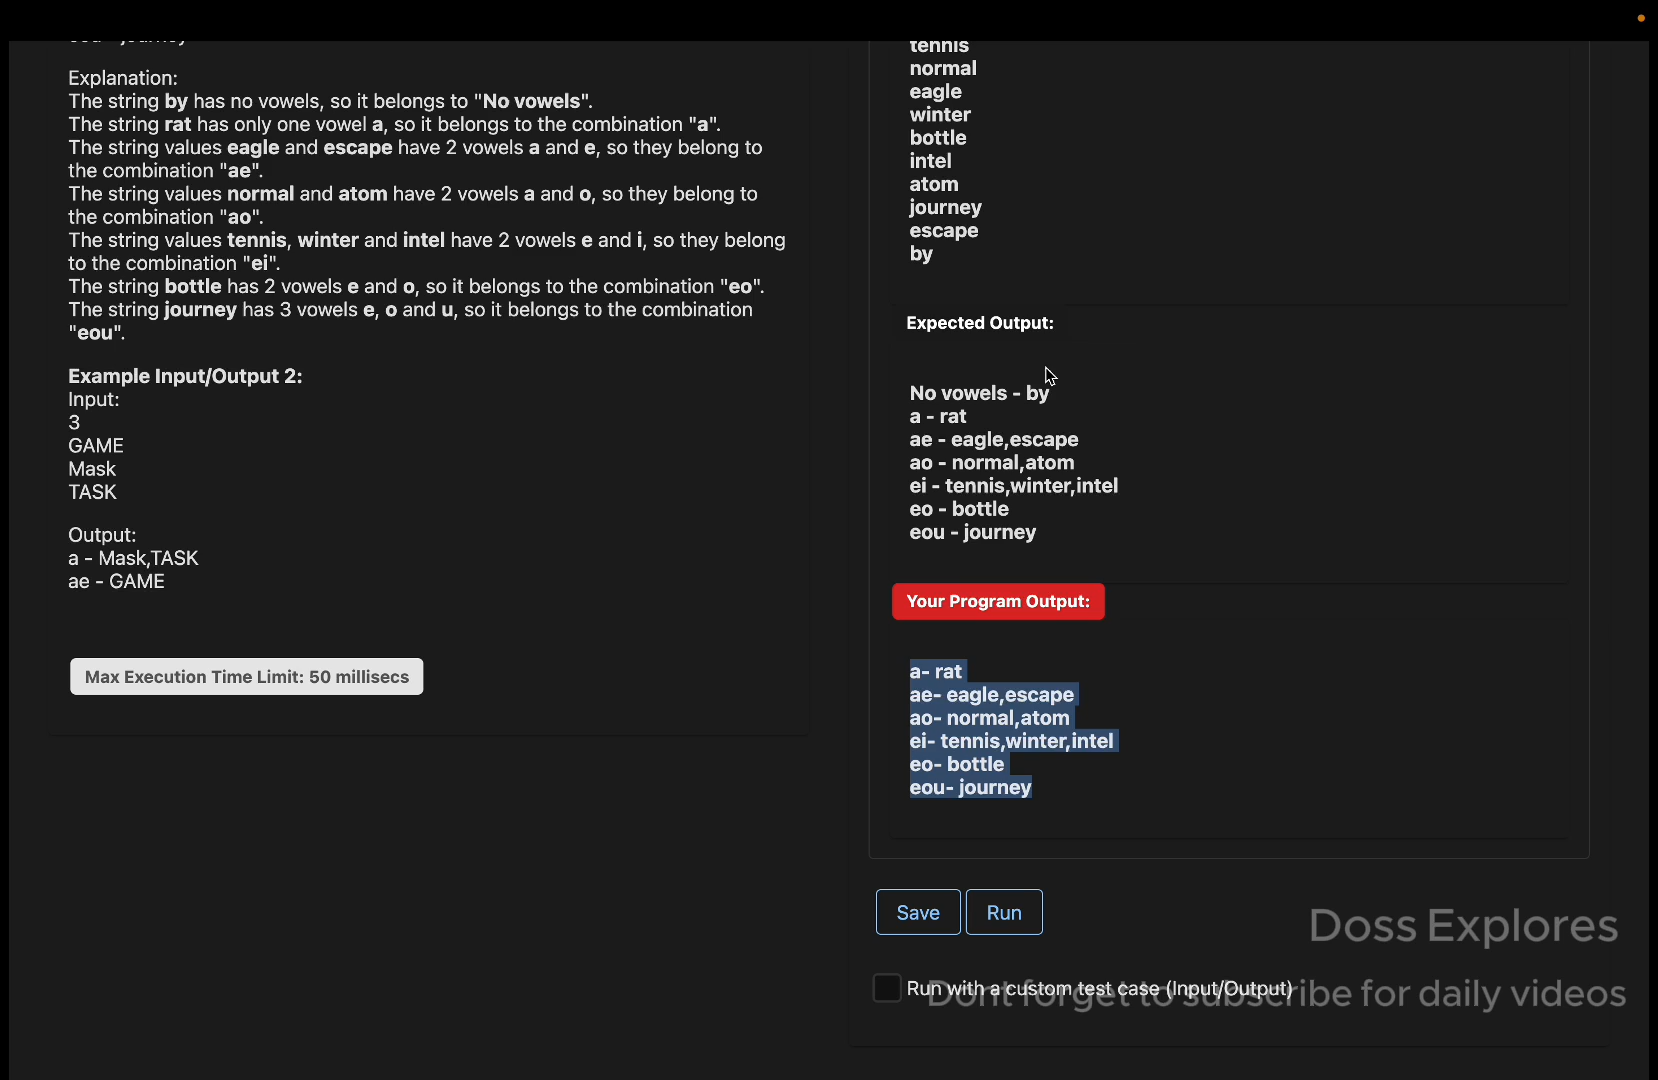 Explanation:
The string by has no vowels, so it belongs to "No vowels".
The string rat has only one vowel a, so it belongs to the combination "a".
The string values eagle and escape have 2 vowels a and e, so they belong to
the combination "ae".
The string values normal and atom have 2 vowels a and o, so they belong to
the combination "ao".
The string values tennis, winter and intel have 2 vowels e and i, so they belong
to the combination "ei".
The string bottle has 2 vowels e and o, so it belongs to the combination "eo".
The string journey has 3 vowels e, o and u, so it belongs to the combination
"eou".
Example Input/Output 2:
Input:
3
GAME
Mask
TASK
Output:
a - Mask,TASK
ae - GAME
Max Execution Time Limit: 50 millisecs
tennis
normal
eagle
winter
bottle
intel
atom
journey
escape
by
Expected Output:
No vowels - by
a - rat
ae - eagle,escape
ao - normal,atom
ei - tennis,winter,intel
eo - bottle
eou - journey
Your Program Output:
a- rat
ae- eagle,escape
ao- normal,atom
ei- tennis,winter,intel
eo- bottle
eou- journey
Save Run
Doss Explores
Run with a custom test case (Input/Output)
Dont forget to subscribe for daily videos